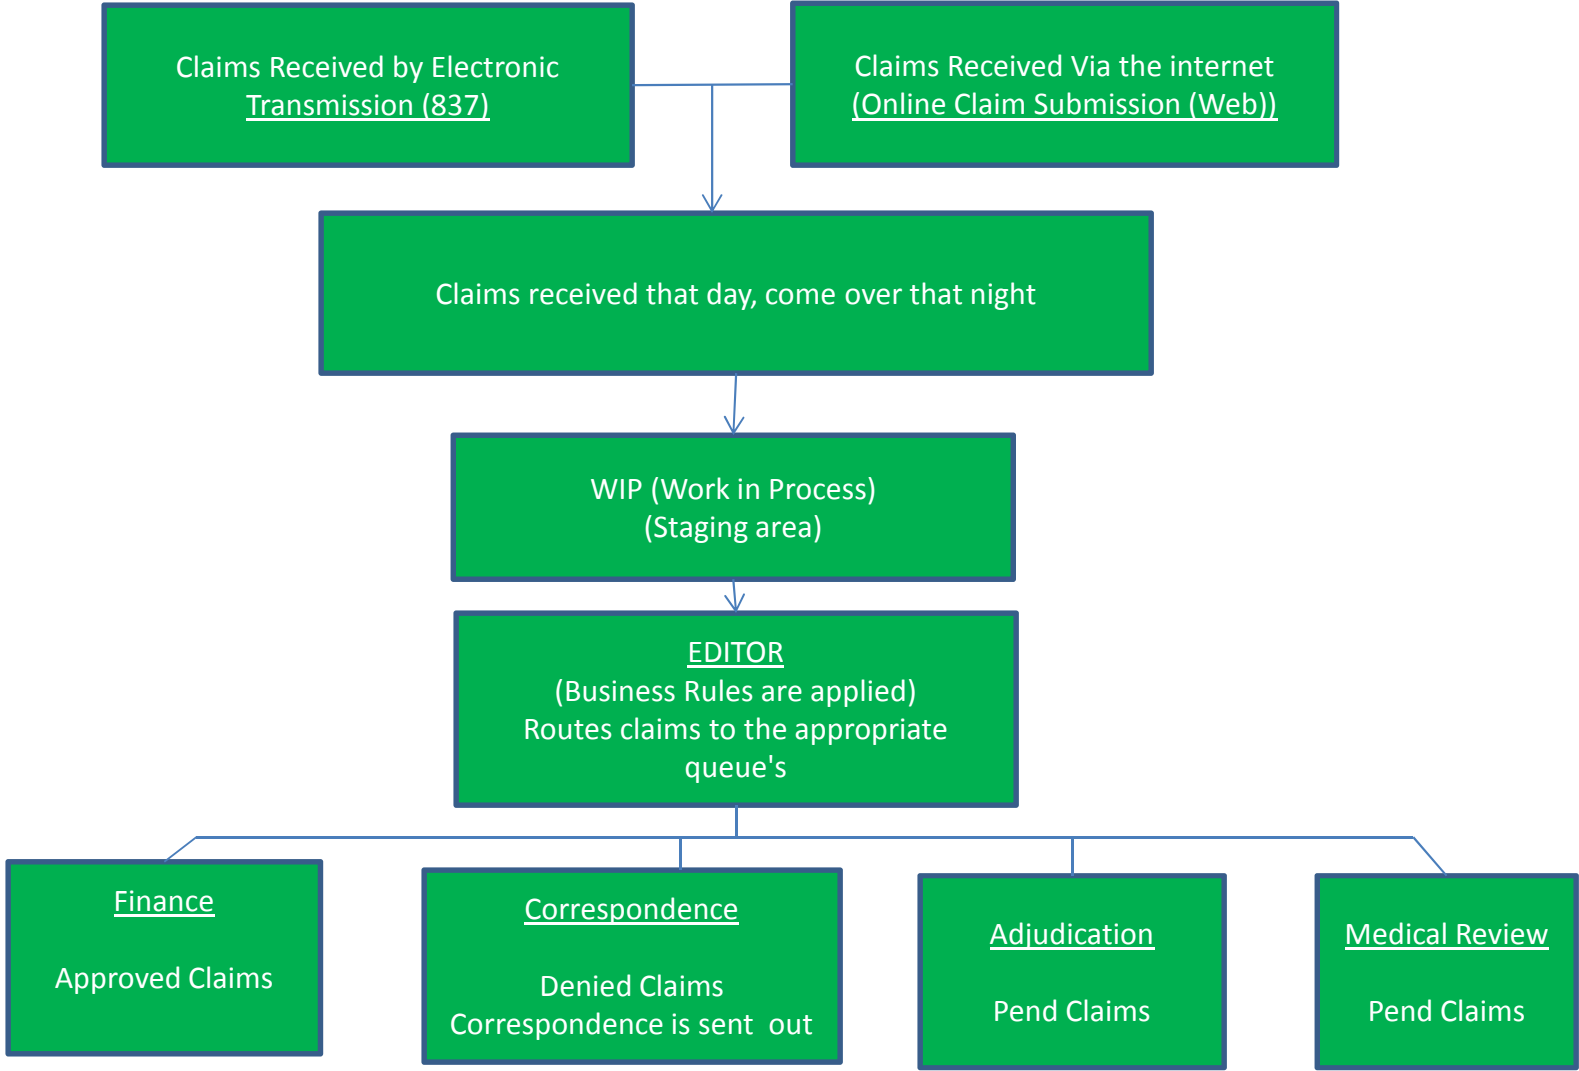 Claims Received by Electronic
Transmission (837)
Claims Received Via the internet
(Online Claim Submission (Web))
Claims received that day, come over that night
WIP (Work in Process)
(Staging area)
EDITOR
(Business Rules are applied)
Routes claims to the appropriate
queue's
Finance
Approved Claims
Correspondence
Denied Claims
Correspondence is sent  out
Adjudication
Pend Claims
Medical Review
Pend Claims